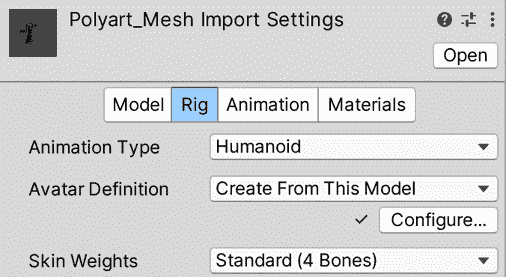 Polyart_Mesh Import Settings
Open
Model Rig Animation Materials
Animation Type Humanoid
Avatar Definition Create From This Model
Configure...
Skin Weights Standard (4 Bones)